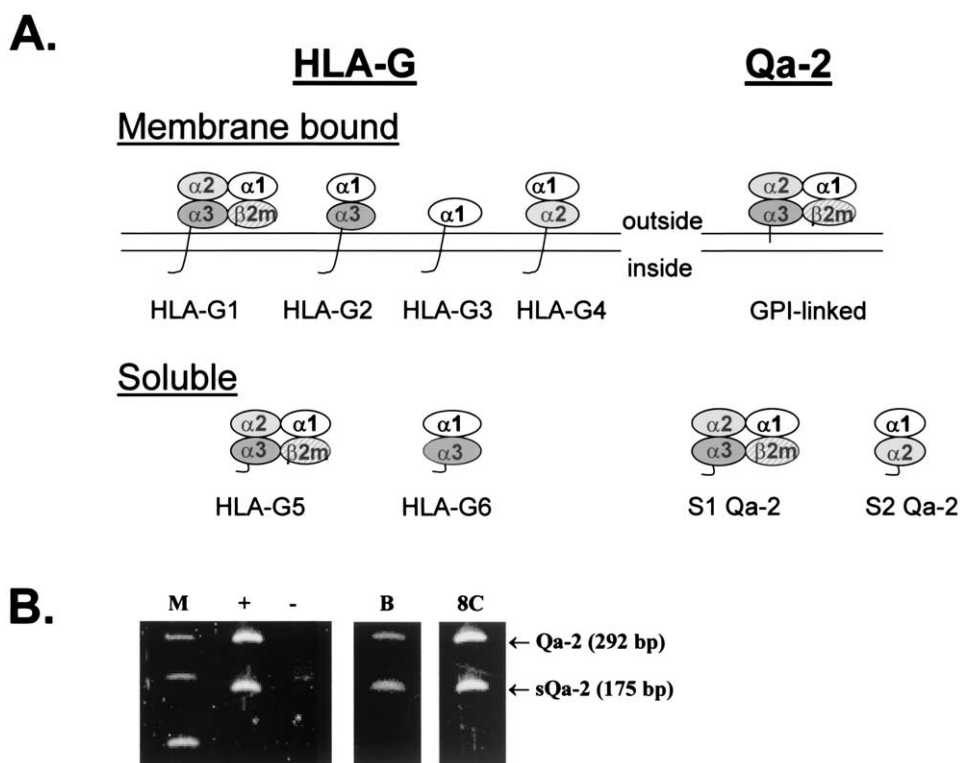 A.
HLA-G Qa-2
Membrane bound
α2 α1 α1 α1 α2 α1
α3 β2m α3 α1 α2 α3 β2m
outside
inside
HLA-G1 HLA-G2 HLA-G3 HLA-G4 GPI-linked
Soluble
α2 α1 α1 α2 α1 α1
α3 β2m α3 α3 β2m α2
HLA-G5 HLA-G6 S1 Qa-2 S2 Qa-2
B.
M + - B 8C
← Qa-2 (292 bp)
← sQa-2 (175 bp)